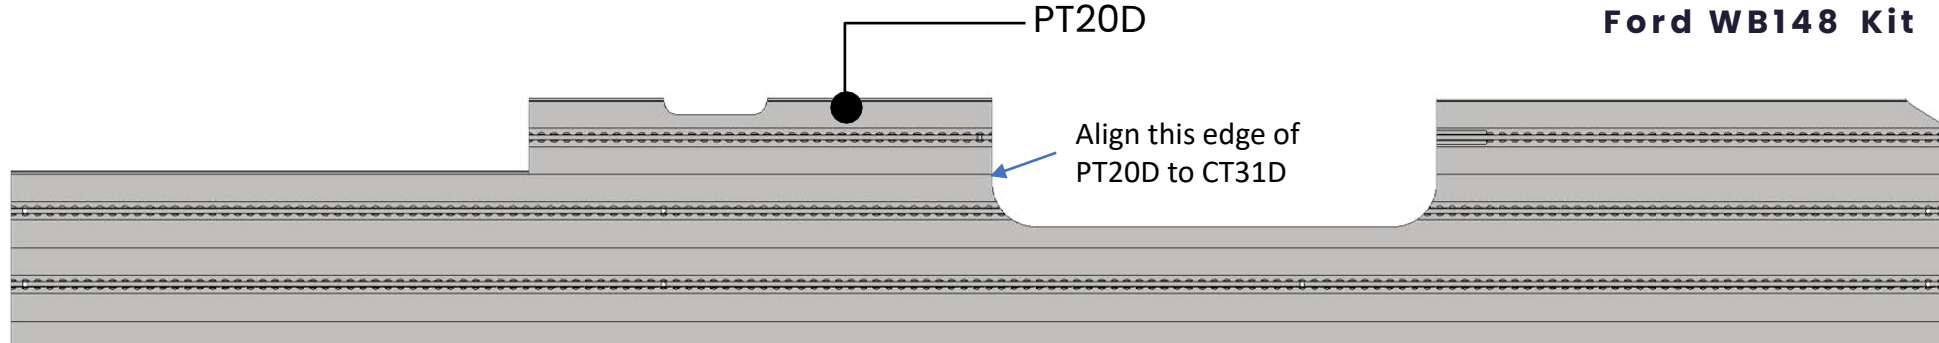 PT20D
Ford WB148 Kit
Align this edge of
PT20D to CT31D